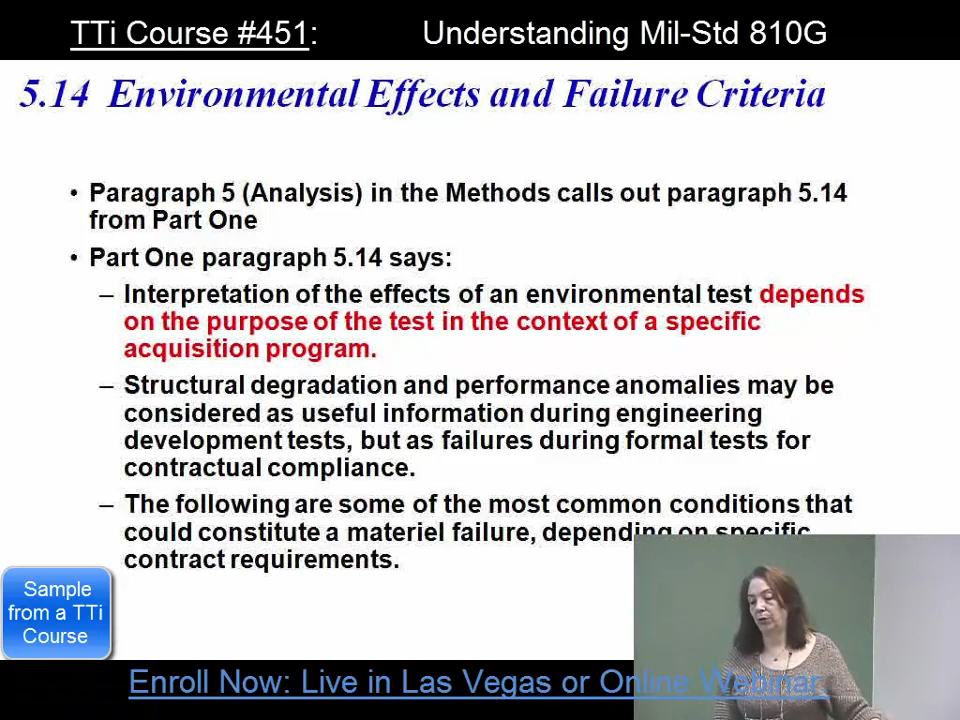 TTi Course #451: Understanding Mil-Std 810G
5.14 Environmental Effects and Failure Criteria
• Paragraph 5 (Analysis) in the Methods calls out paragraph 5.14
from Part One
• Part One paragraph 5.14 says:
– Interpretation of the effects of an environmental test depends
on the purpose of the test in the context of a specific
acquisition program.
– Structural degradation and performance anomalies may be
considered as useful information during engineering
development tests, but as failures during formal tests for
contractual compliance.
– The following are some of the most common conditions that
could constitute a materiel failure, depending on specific
contract requirements.
Sample
from a TTi
Course
Enroll Now: Live in Las Vegas or Online Webinar